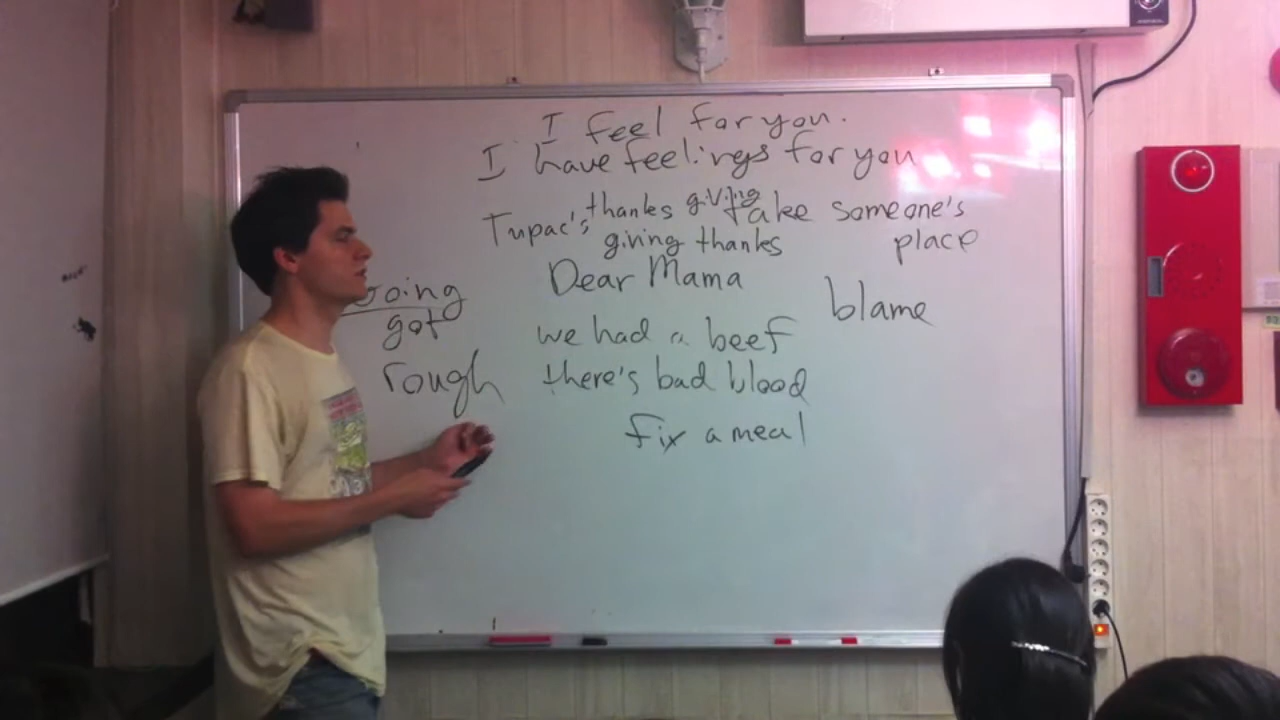 I feel for you.
I have feelings for you
thanks giving
take someone's
place
Tupac's
giving thanks
Dear Mama
going
got
rough
blame
we had a beef
there's bad blood
fix a meal